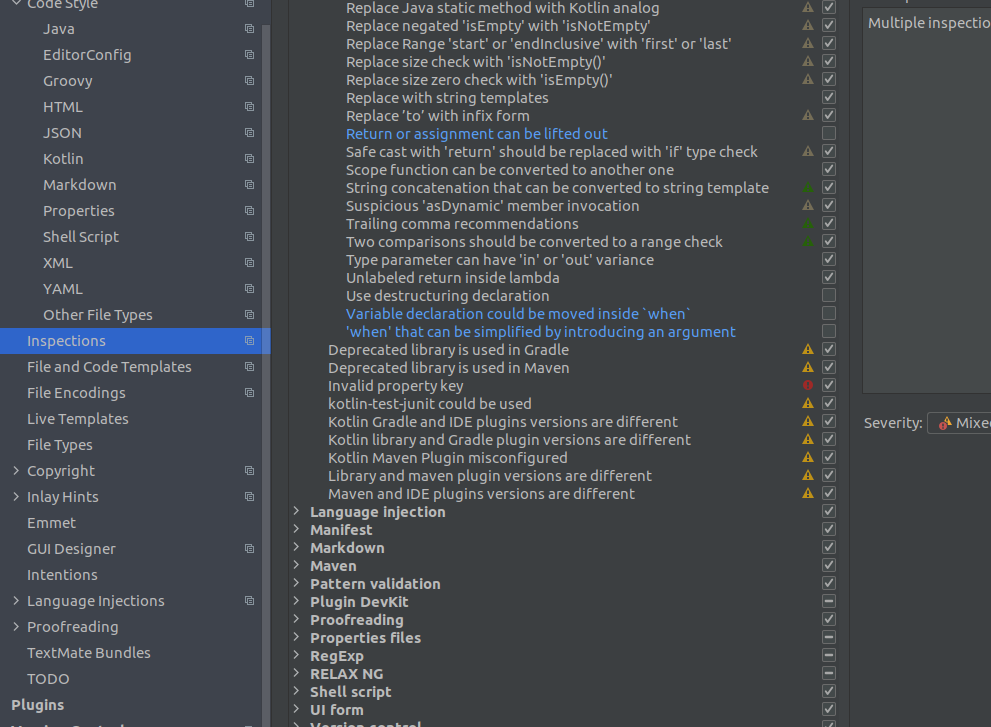 Code Style
Java
EditorConfig
Groovy
HTML
JSON
Kotlin
Markdown
Properties
Shell Script
XML
YAML
Other File Types
Inspections
File and Code Templates
File Encodings
Live Templates
File Types
Copyright
Inlay Hints
Emmet
GUI Designer
Intentions
Language Injections
Proofreading
TextMate Bundles
TODO
Plugins
Replace Java static method with Kotlin analog
Replace negated 'isEmpty' with 'isNotEmpty'
Replace Range 'start' or 'endInclusive' with 'first' or 'last'
Replace size check with 'isNotEmpty()'
Replace size zero check with 'isEmpty()'
Replace with string templates
Replace 'to' with infix form
Return or assignment can be lifted out
Safe cast with 'return' should be replaced with 'if' type check
Scope function can be converted to another one
String concatenation that can be converted to string template
Suspicious 'asDynamic' member invocation
Trailing comma recommendations
Two comparisons should be converted to a range check
Type parameter can have 'in' or 'out' variance
Unlabeled return inside lambda
Use destructuring declaration
Variable declaration could be moved inside `when`
'when' that can be simplified by introducing an argument
Deprecated library is used in Gradle
Deprecated library is used in Maven
Invalid property key
kotlin-test-junit could be used
Kotlin Gradle and IDE plugins versions are different
Kotlin library and Gradle plugin versions are different
Kotlin Maven Plugin misconfigured
Library and maven plugin versions are different
Maven and IDE plugins versions are different
Language injection
Manifest
Markdown
Maven
Pattern validation
Plugin DevKit
Proofreading
Properties files
RegExp
RELAX NG
Shell script
UI form
Version control
Multiple inspectio
Severity: Mixed